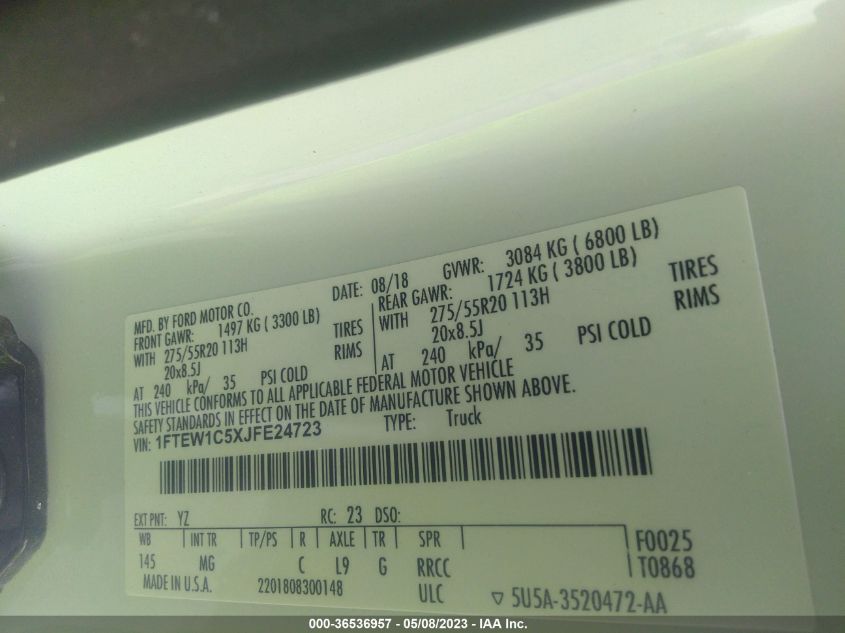 MFD. BY FORD MOTOR CO. DATE: 08/18 GVWR: 3084 KG ( 6800 LB)
FRONT GAWR: 1497 KG ( 3300 LB) REAR GAWR: 1724 KG ( 3800 LB)
WITH 275/55R20 113H TIRES WITH 275/55R20 113H TIRES
20x8.5J RIMS 20x8.5J RIMS
AT 240 kPa/ 35 PSI COLD AT 240 kPa/ 35 PSI COLD
THIS VEHICLE CONFORMS TO ALL APPLICABLE FEDERAL MOTOR VEHICLE
SAFETY STANDARDS IN EFFECT ON THE DATE OF MANUFACTURE SHOWN ABOVE.
VIN: 1FTEW1C5XJFE24723 TYPE: Truck
EXT PNT: YZ RC: 23 DSO:
WB INT TR TP/PS R AXLE TR SPR F0025
145 MG C L9 G RRCC T0868
MADE IN U.S.A. 2201808300148 ULC ▽ 5U5A-3520472-AA
000-36536957 - 05/08/2023 - IAA Inc.